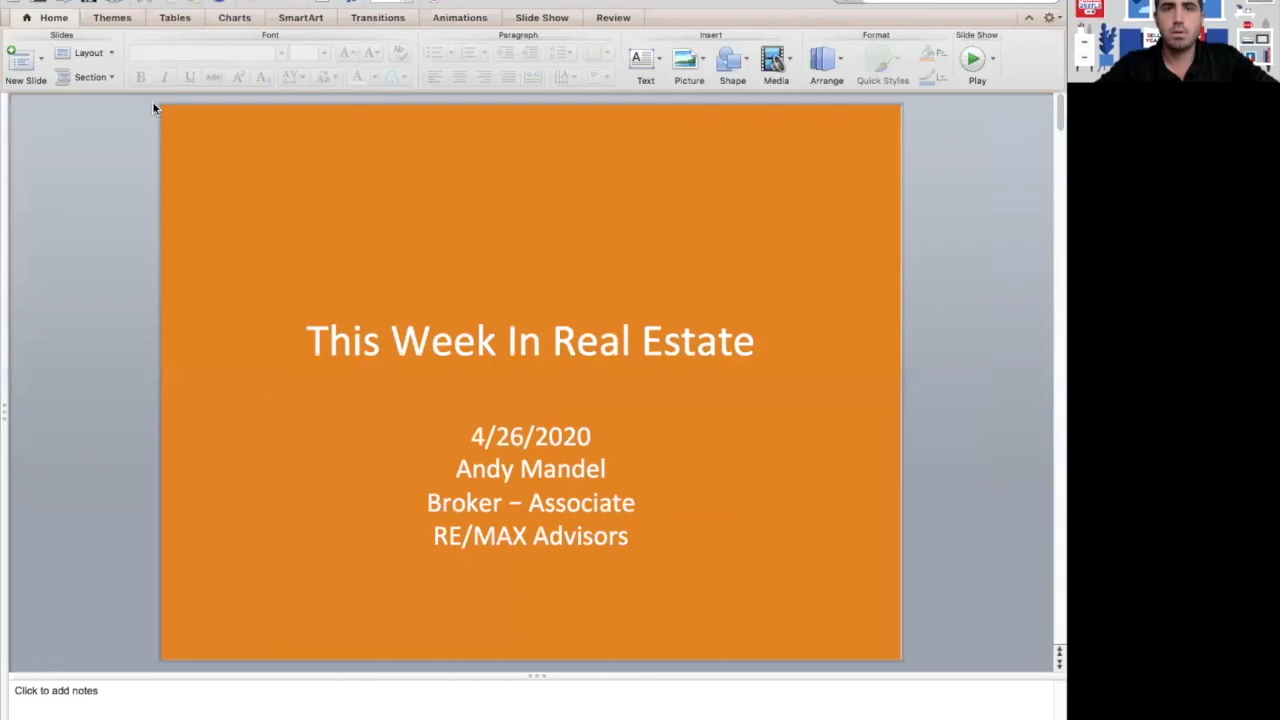 Home Themes Tables Charts SmartArt Transitions Animations Slide Show Review
Slides Font Paragraph Insert Format Slide Show
Layout
Section
New Slide
Text Picture Shape Media Arrange Quick Styles Play
This Week In Real Estate
4/26/2020
Andy Mandel
Broker – Associate
RE/MAX Advisors
Click to add notes